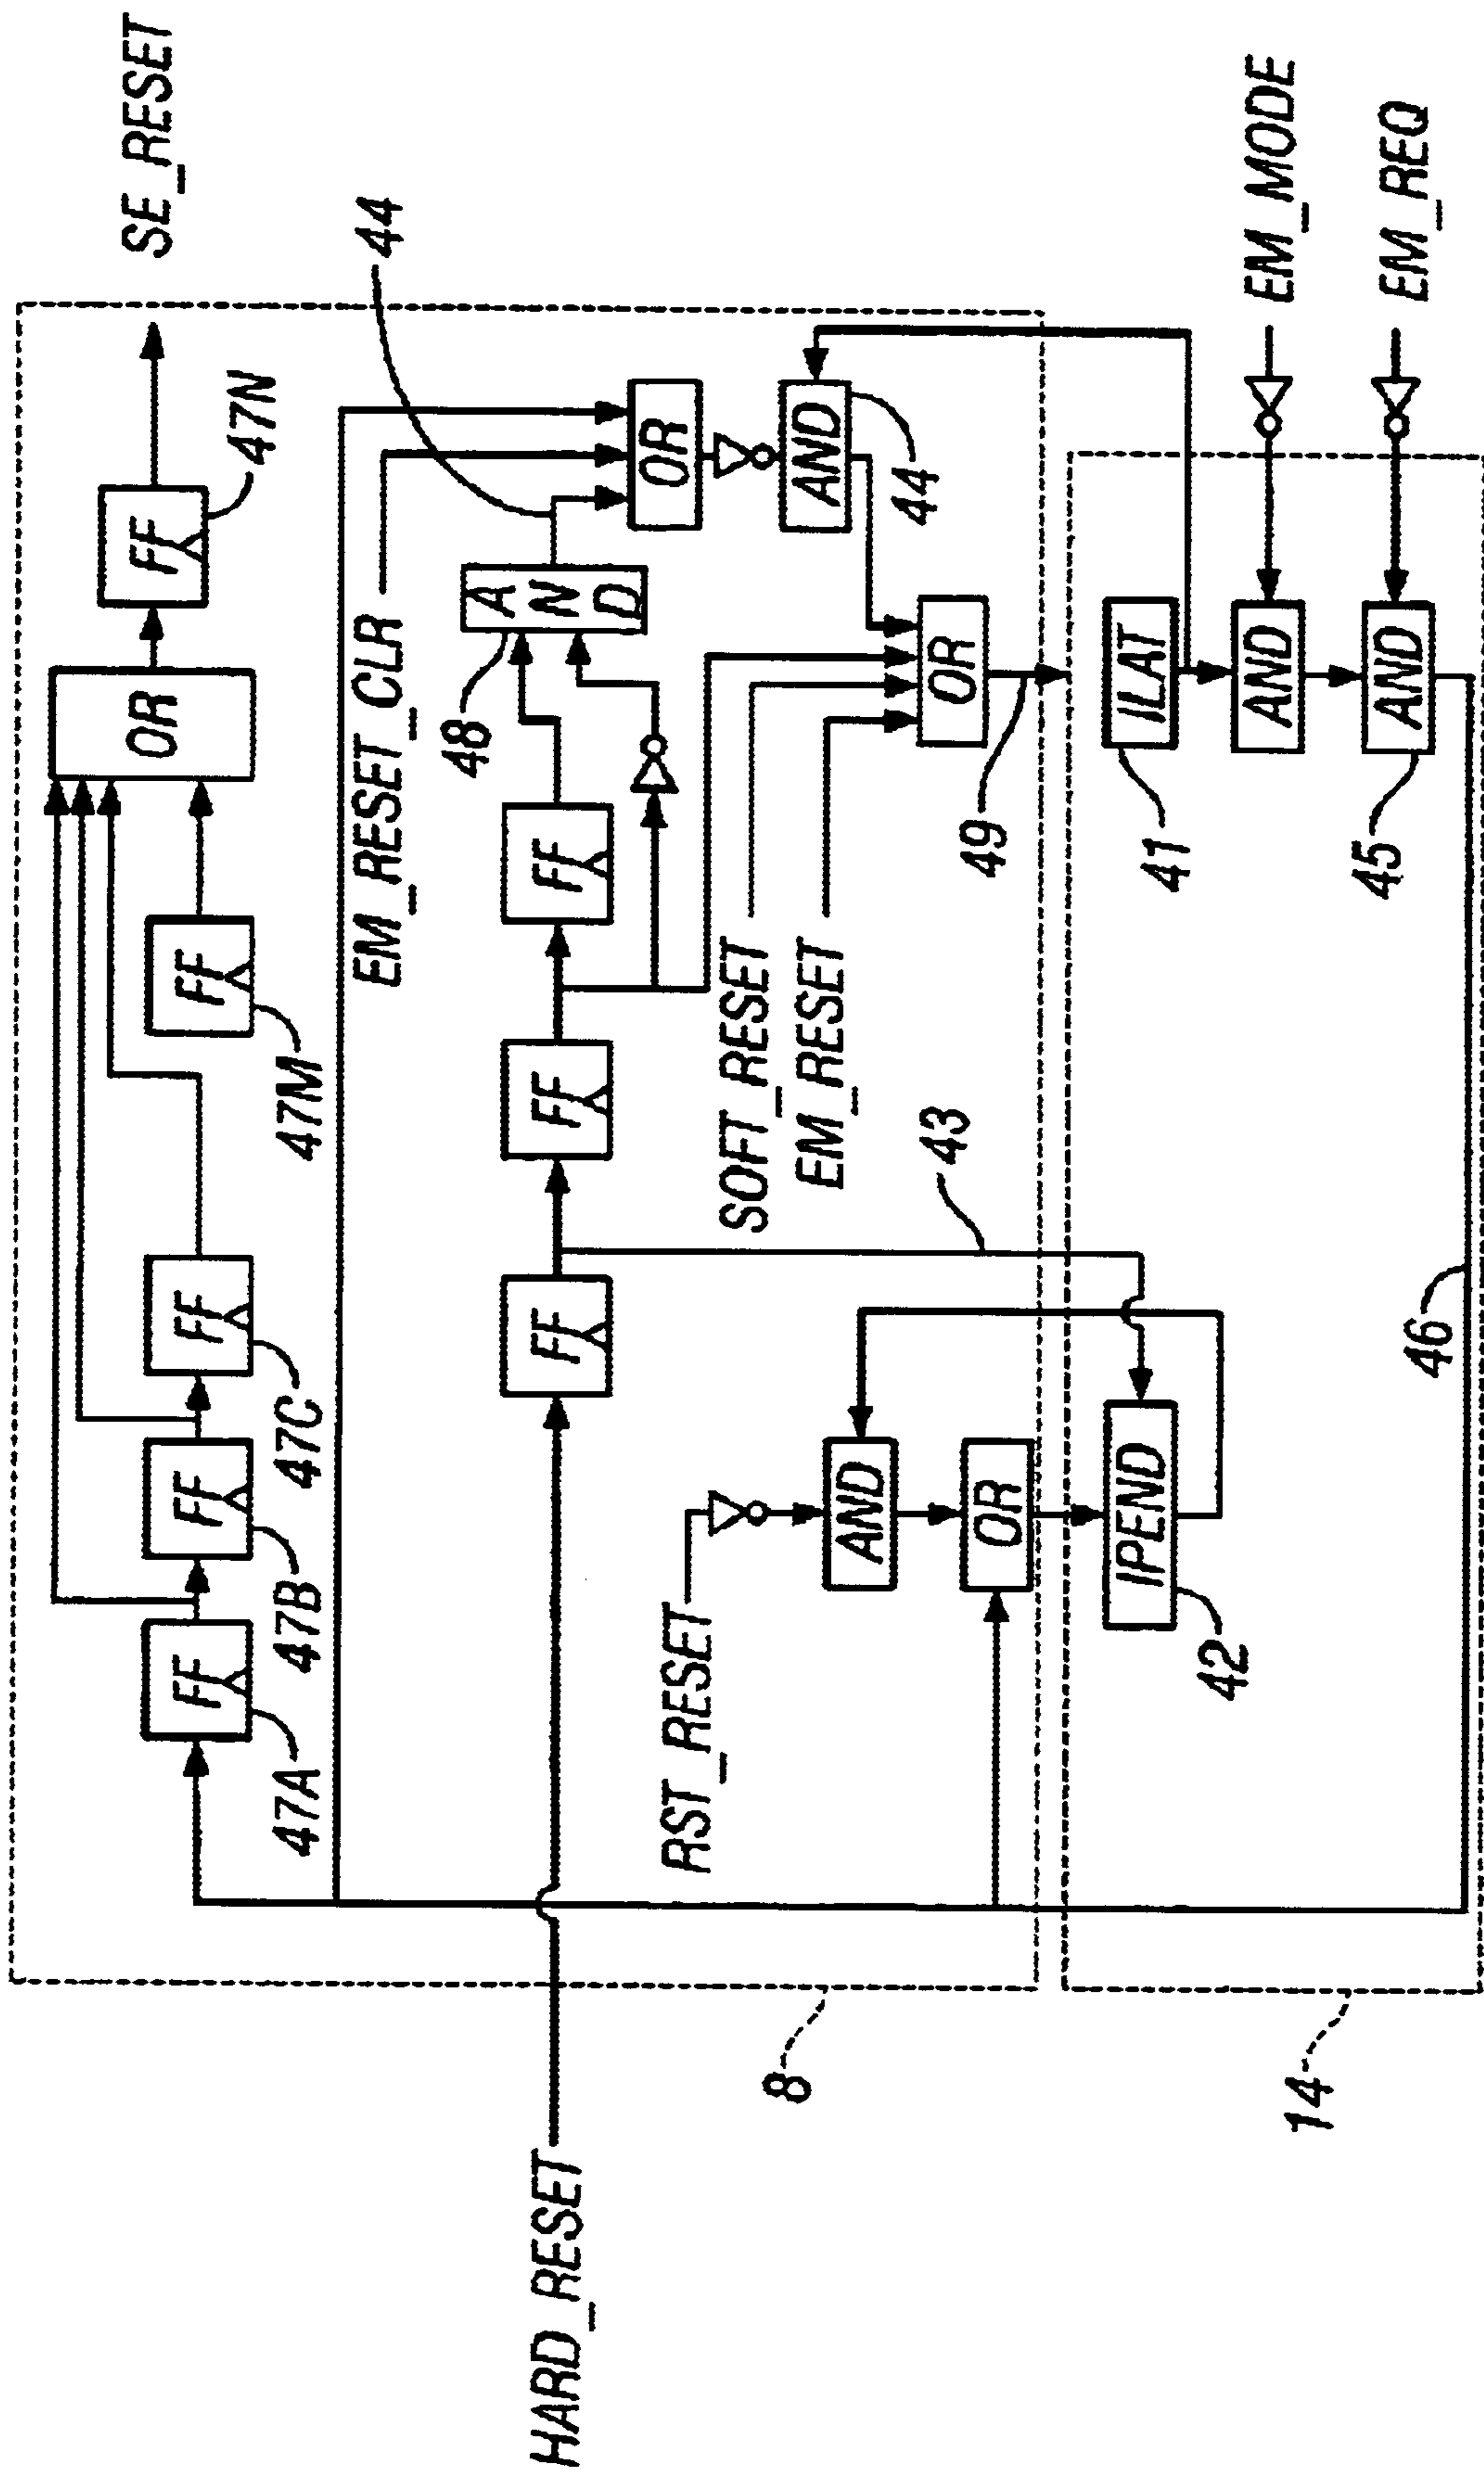 SE_RESET
OR
FF
47N
FF
47A
FF
47B
FF
47C
FF
47M
EM_RESET_CLR
44
HARD_RESET
FF
FF
FF
AND
48
OR
AND
44
RST_RESET
AND
OR
SOFT_RESET
EM_RESET
OR
49
43
8
IPEND
42
ILAT
41
AND
EM_MODE
AND
45
EM_REQ
46
14